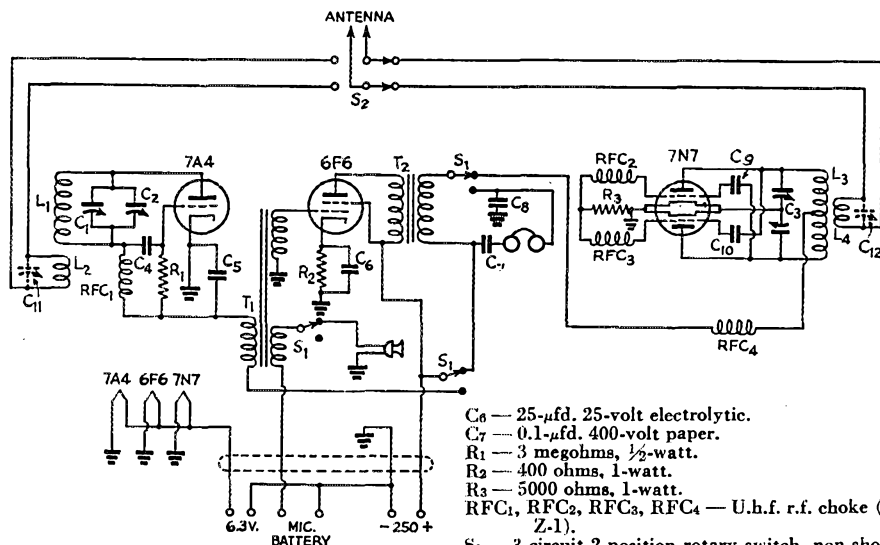 ANTENNA
S2
7A4
6F6
T2
S1
7N7
C9
RFC2
L1
C1
C2
C8
R3
L3
C3
L4
C12
C4
R1
C5
R2
C6
C7
RFC3
C10
L2
C11
RFC1
T1
S1
S1
RFC4
7A4 6F6 7N7
6.3V. MIC. BATTERY - 250 +
C6 — 25-μfd. 25-volt electrolytic.
C7 — 0.1-μfd. 400-volt paper.
R1 — 3 megohms, ½-watt.
R2 — 400 ohms, 1-watt.
R3 — 5000 ohms, 1-watt.
RFC1, RFC2, RFC3, RFC4 — U.h.f. r.f. choke (
Z-1).